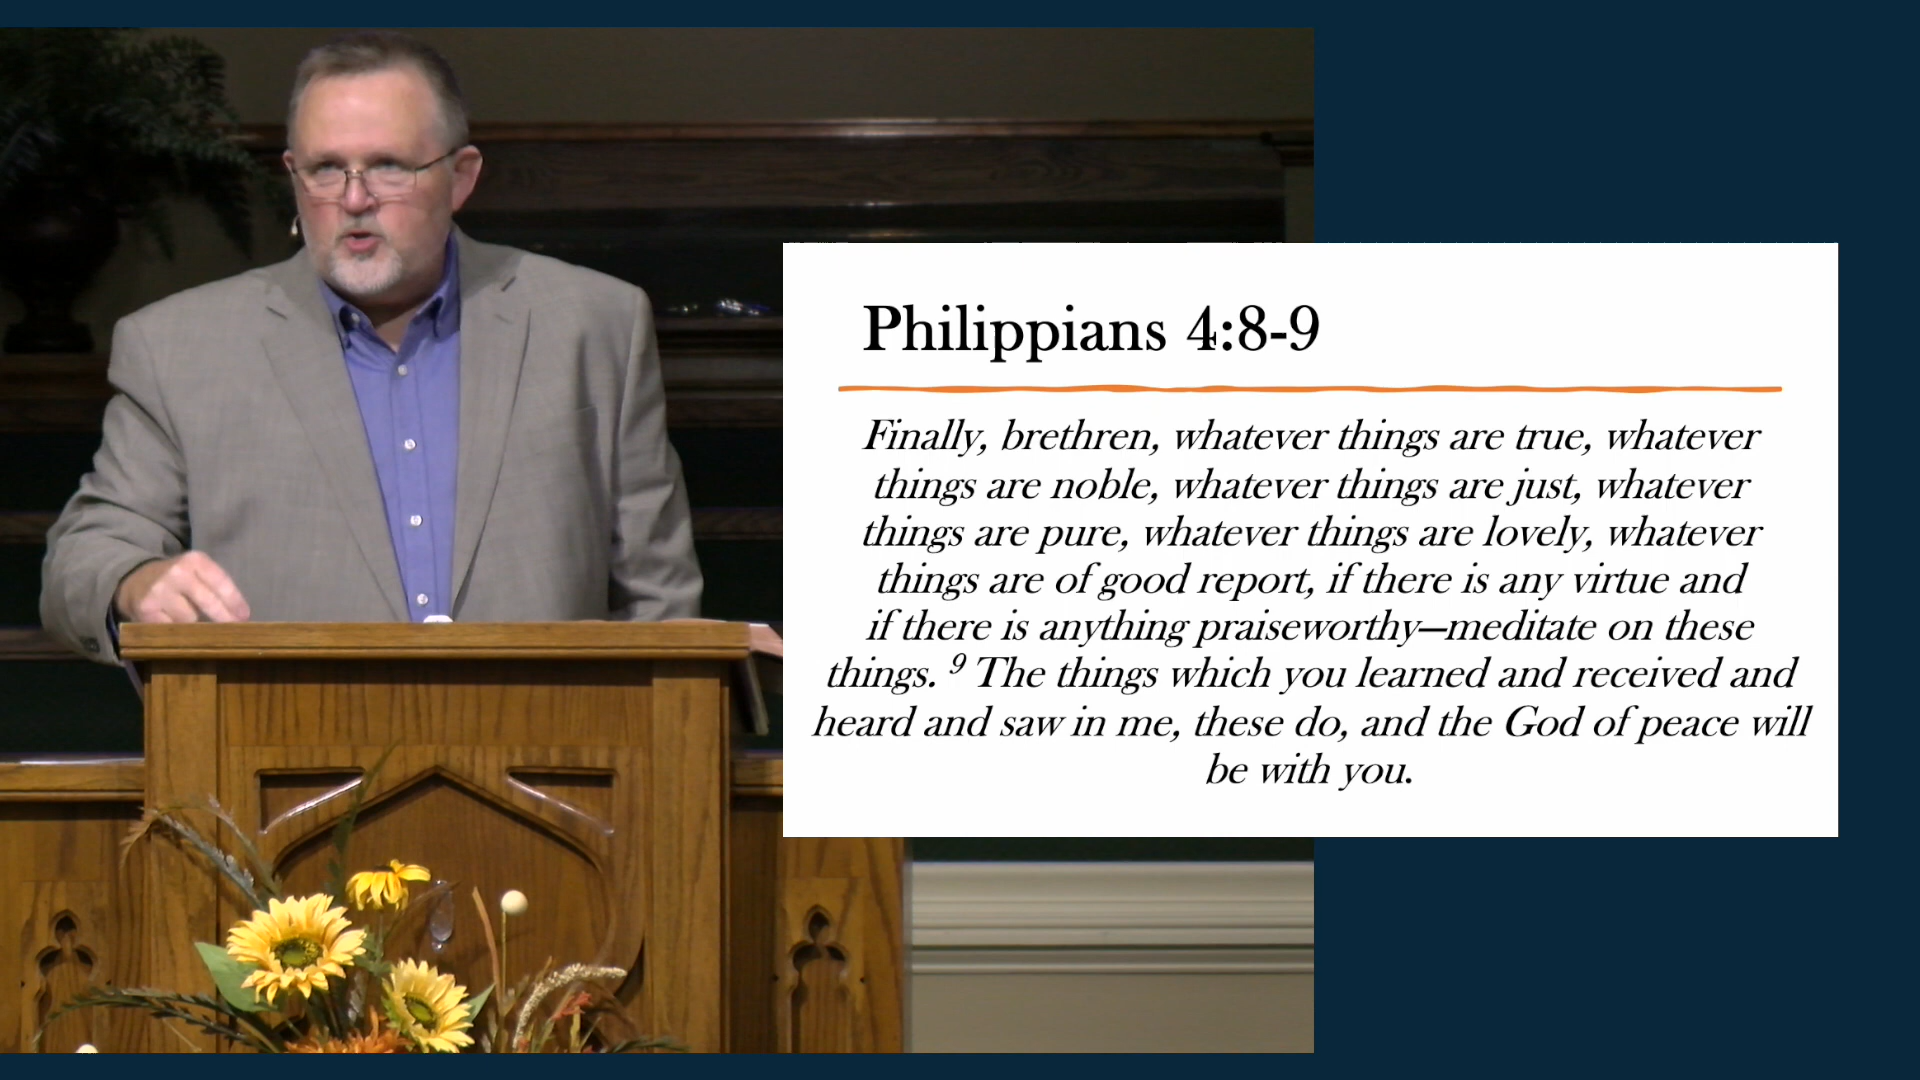 Philippians 4:8-9
Finally, brethren, whatever things are true, whatever
things are noble, whatever things are just, whatever
things are pure, whatever things are lovely, whatever
things are of good report, if there is any virtue and
if there is anything praiseworthy—meditate on these
things. ⁹ The things which you learned and received and
heard and saw in me, these do, and the God of peace will
be with you.